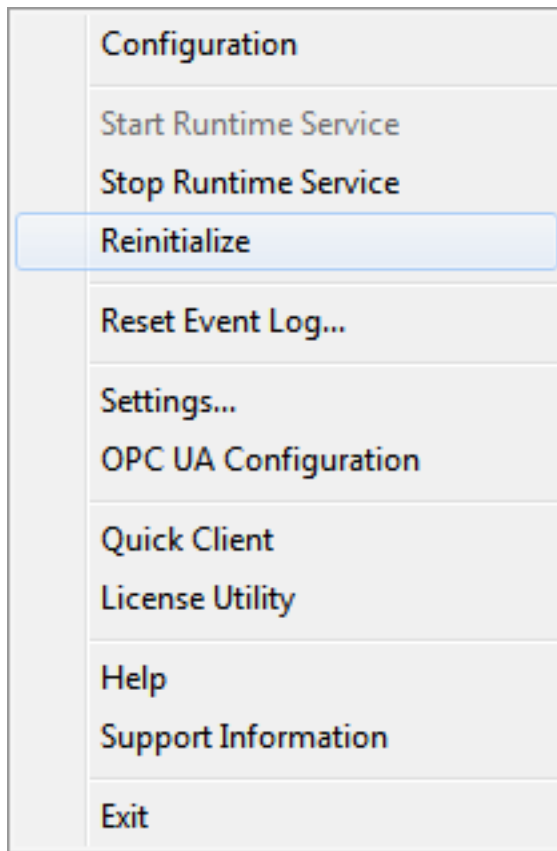 Configuration
Start Runtime Service
Stop Runtime Service
Reinitialize
Reset Event Log...
Settings...
OPC UA Configuration
Quick Client
License Utility
Help
Support Information
Exit